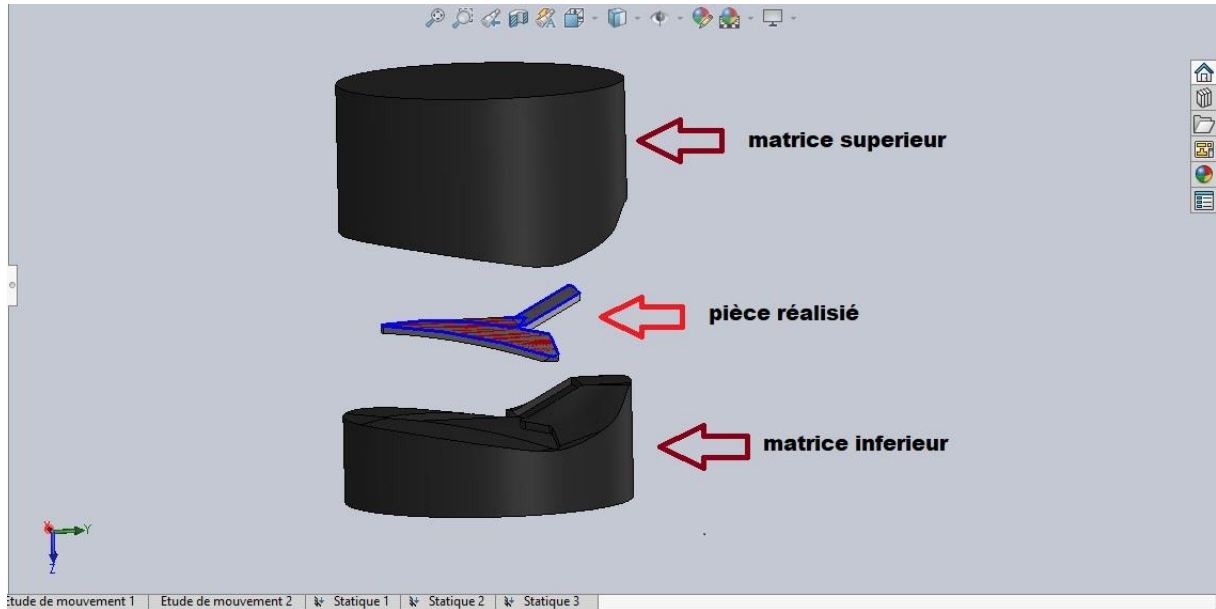 matrice superieur
pièce réalisié
matrice inferieur
X
Y
Z
Etude de mouvement 1 Etude de mouvement 2 Statique 1 Statique 2 Statique 3